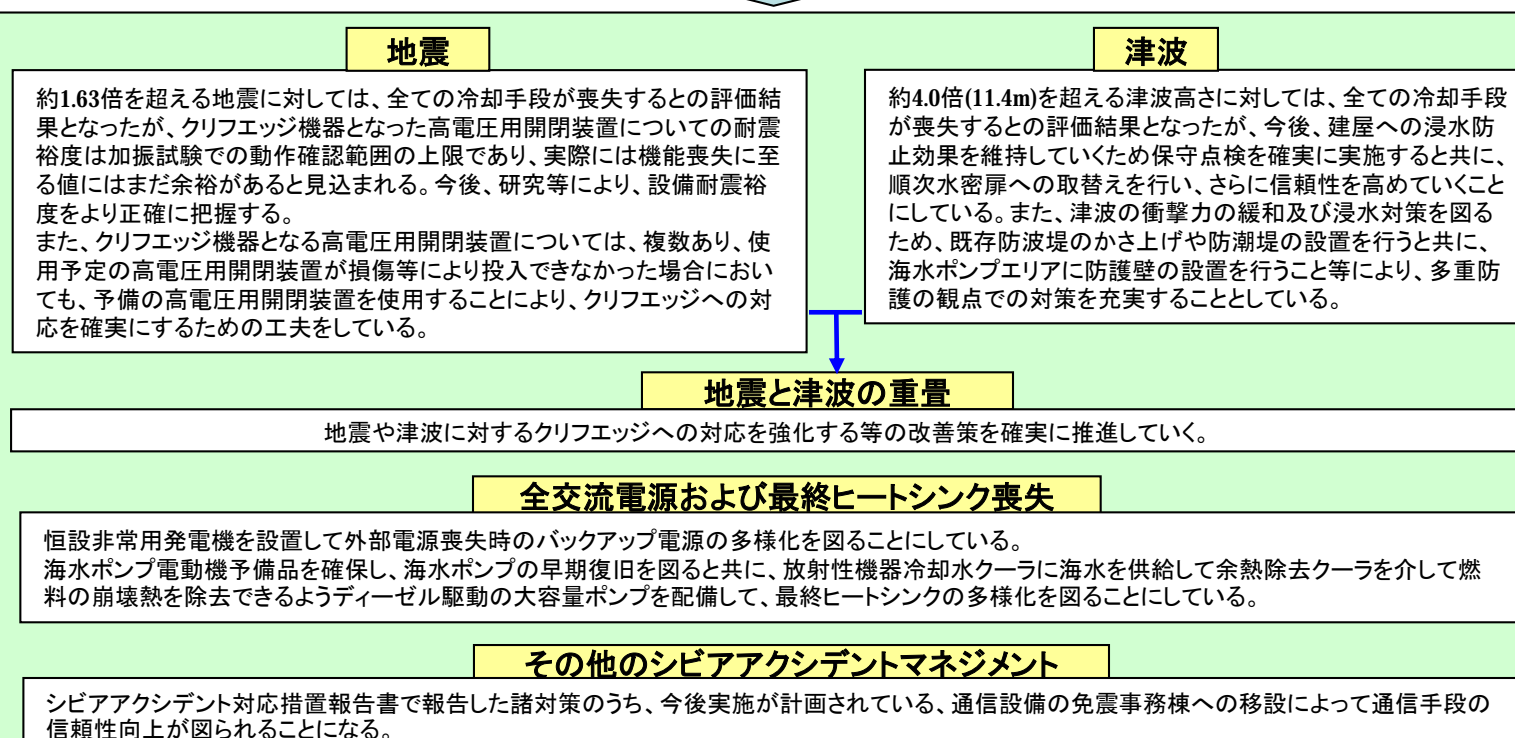 地震
約1.63倍を超える地震に対しては、全ての冷却手段が喪失するとの評価結
果となったが、クリフエッジ機器となった高電圧用開閉装置についての耐震
裕度は加振試験での動作確認範囲の上限であり、実際には機能喪失に至
る値にはまだ余裕があると見込まれる。今後、研究等により、設備耐震裕
度をより正確に把握する。
また、クリフエッジ機器となる高電圧用開閉装置については、複数あり、使
用予定の高電圧用開閉装置が損傷等により投入できなかった場合におい
ても、予備の高電圧用開閉装置を使用することにより、クリフエッジへの対
応を確実にするための工夫をしている。
津波
約4.0倍(11.4m)を超える津波高さに対しては、全ての冷却手段
が喪失するとの評価結果となったが、今後、建屋への浸水防
止効果を維持していくため保守点検を確実に実施すると共に、
順次水密扉への取替えを行い、さらに信頼性を高めていくこと
にしている。また、津波の衝撃力の緩和及び浸水対策を図る
ため、既存防波堤のかさ上げや防潮堤の設置を行うと共に、
海水ポンプエリアに防護壁の設置を行うこと等により、多重防
護の観点での対策を充実することとしている。
地震と津波の重畳
地震や津波に対するクリフエッジへの対応を強化する等の改善策を確実に推進していく。
全交流電源および最終ヒートシンク喪失
恒設非常用発電機を設置して外部電源喪失時のバックアップ電源の多様化を図ることにしている。
海水ポンプ電動機予備品を確保し、海水ポンプの早期復旧を図ると共に、放射性機器冷却水クーラに海水を供給して余熱除去クーラを介して燃
料の崩壊熱を除去できるようディーゼル駆動の大容量ポンプを配備して、最終ヒートシンクの多様化を図ることにしている。
その他のシビアアクシデントマネジメント
シビアアクシデント対応措置報告書で報告した諸対策のうち、今後実施が計画されている、通信設備の免震事務棟への移設によって通信手段の
信頼性向上が図られることになる。